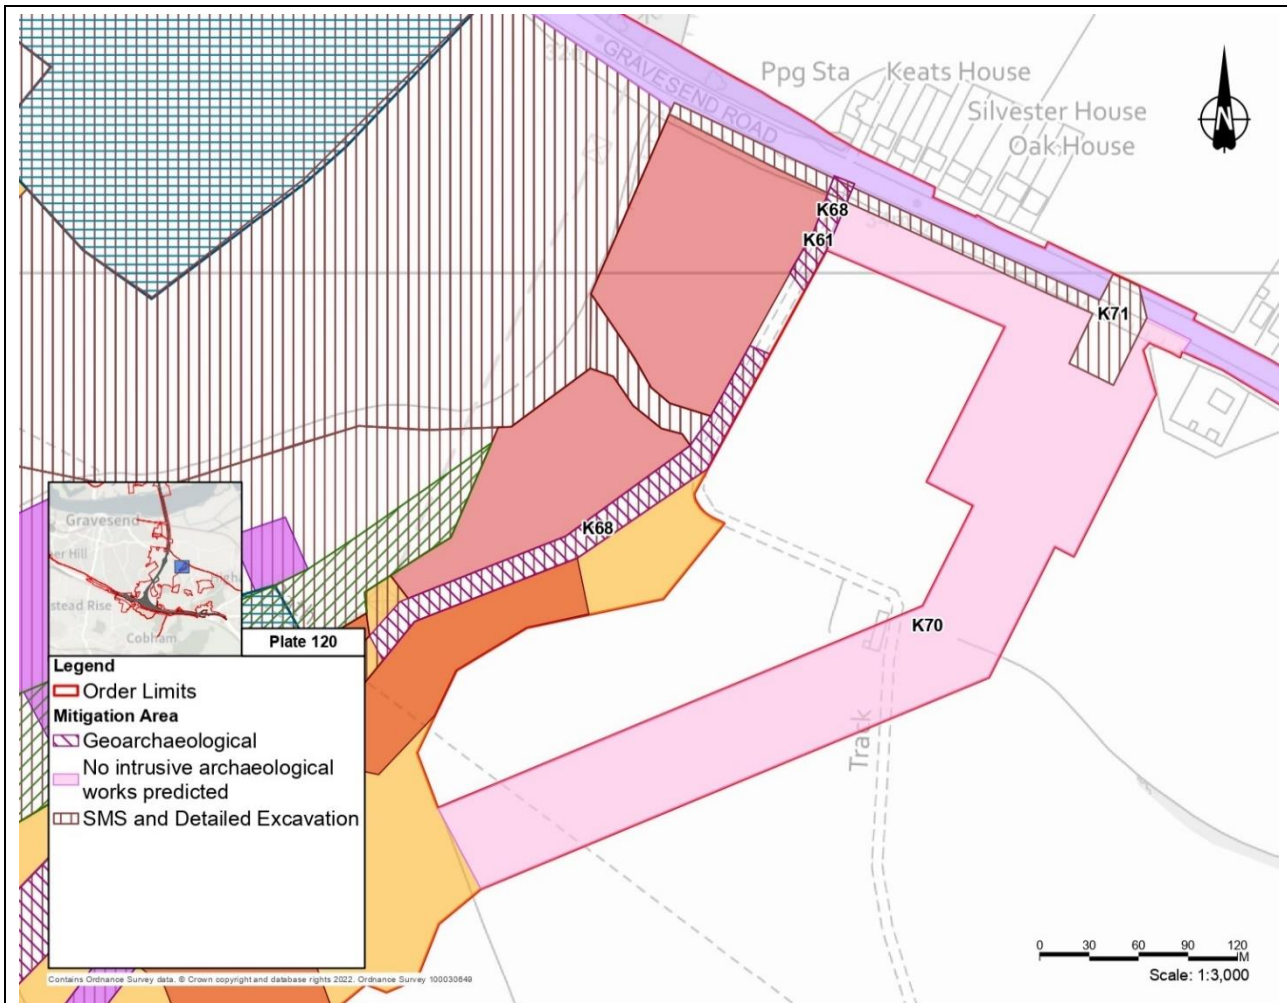 GRAVESEND ROAD
Ppg Sta
Keats House
Silvester House
Oak House
N
K68
K61
K71
K68
K70
Track
Gravesend
Cobham
Plate 120
Legend
Order Limits
Mitigation Area
Geoarchaeological
No intrusive archaeological
works predicted
SMS and Detailed Excavation
0 30 60 90 120
M
Scale: 1:3,000
Contains Ordnance Survey data. © Crown copyright and database rights 2022. Ordnance Survey 100030649